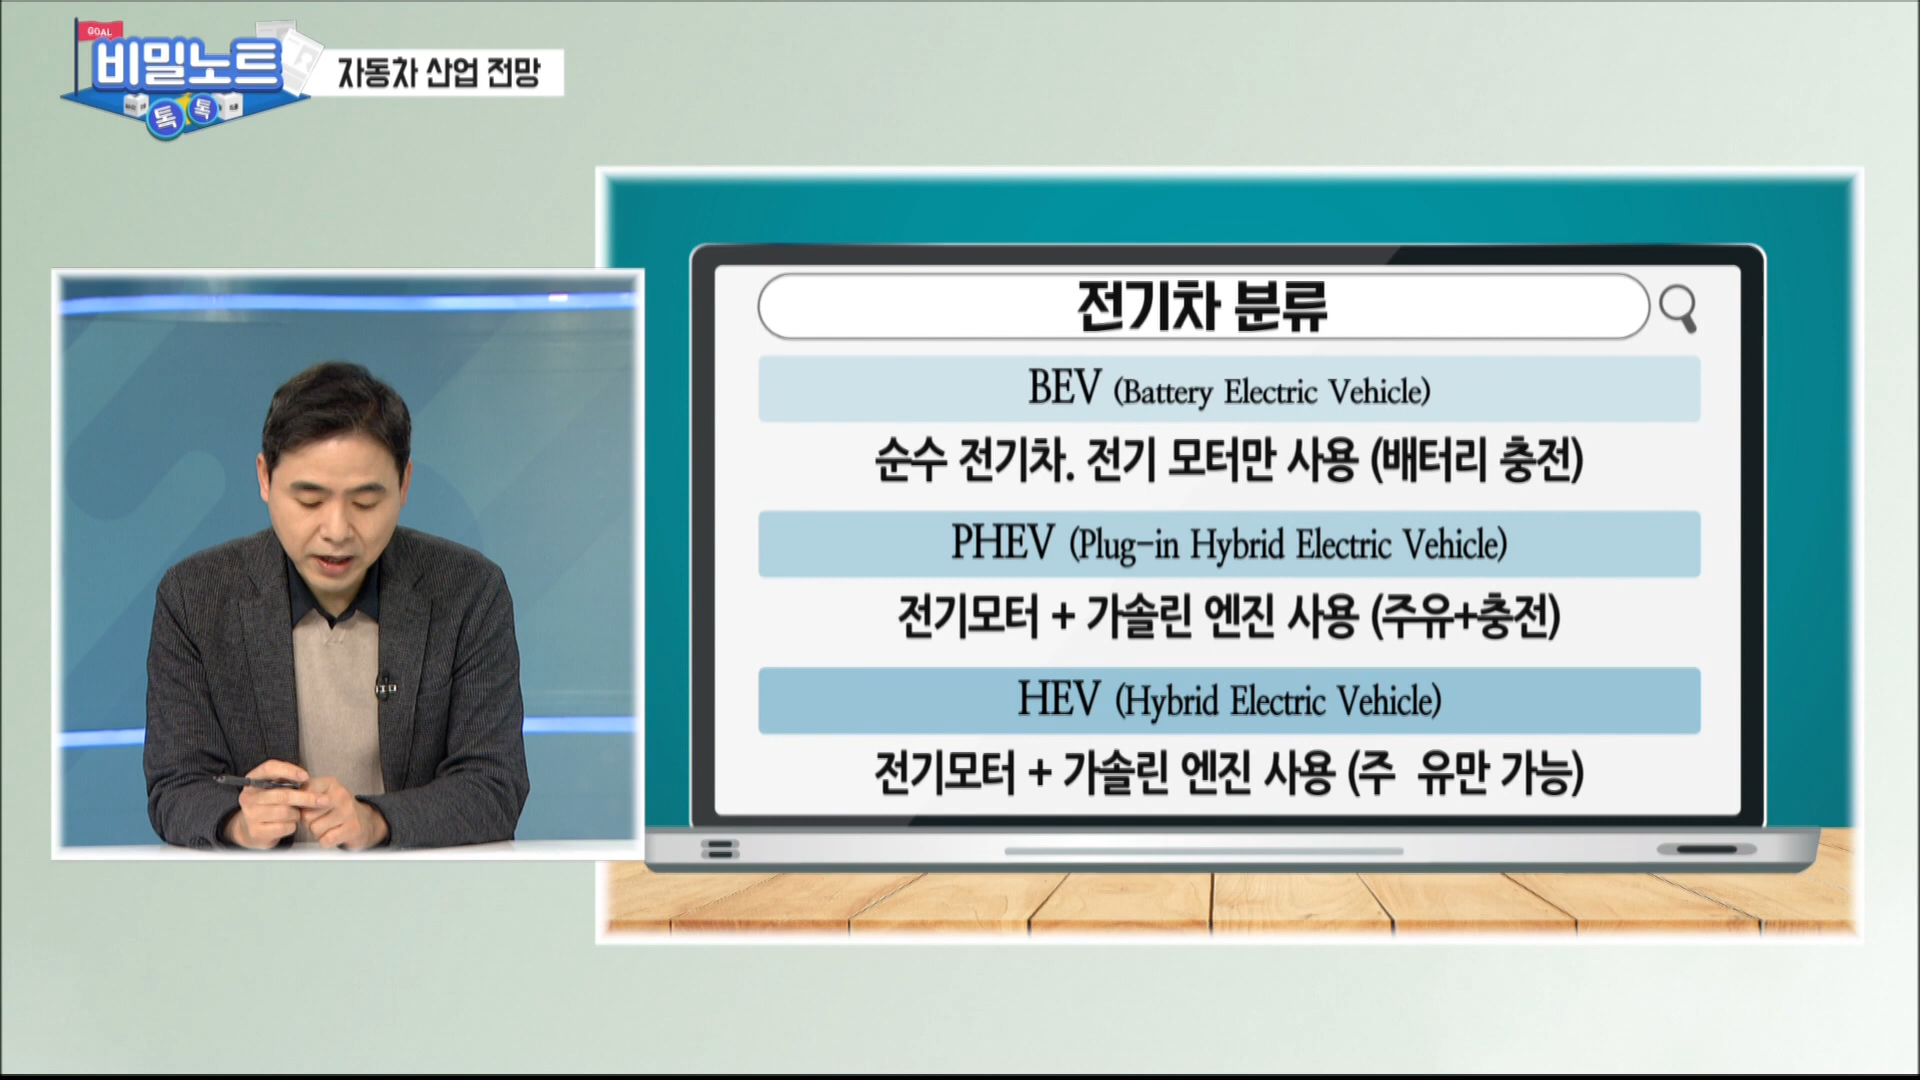 GOAL
비밀노트
톡톡
자동차 산업 전망
전기차 분류
BEV (Battery Electric Vehicle)
순수 전기차. 전기 모터만 사용 (배터리 충전)
PHEV (Plug-in Hybrid Electric Vehicle)
전기모터 + 가솔린 엔진 사용 (주유+충전)
HEV (Hybrid Electric Vehicle)
전기모터 + 가솔린 엔진 사용 (주  유만 가능)